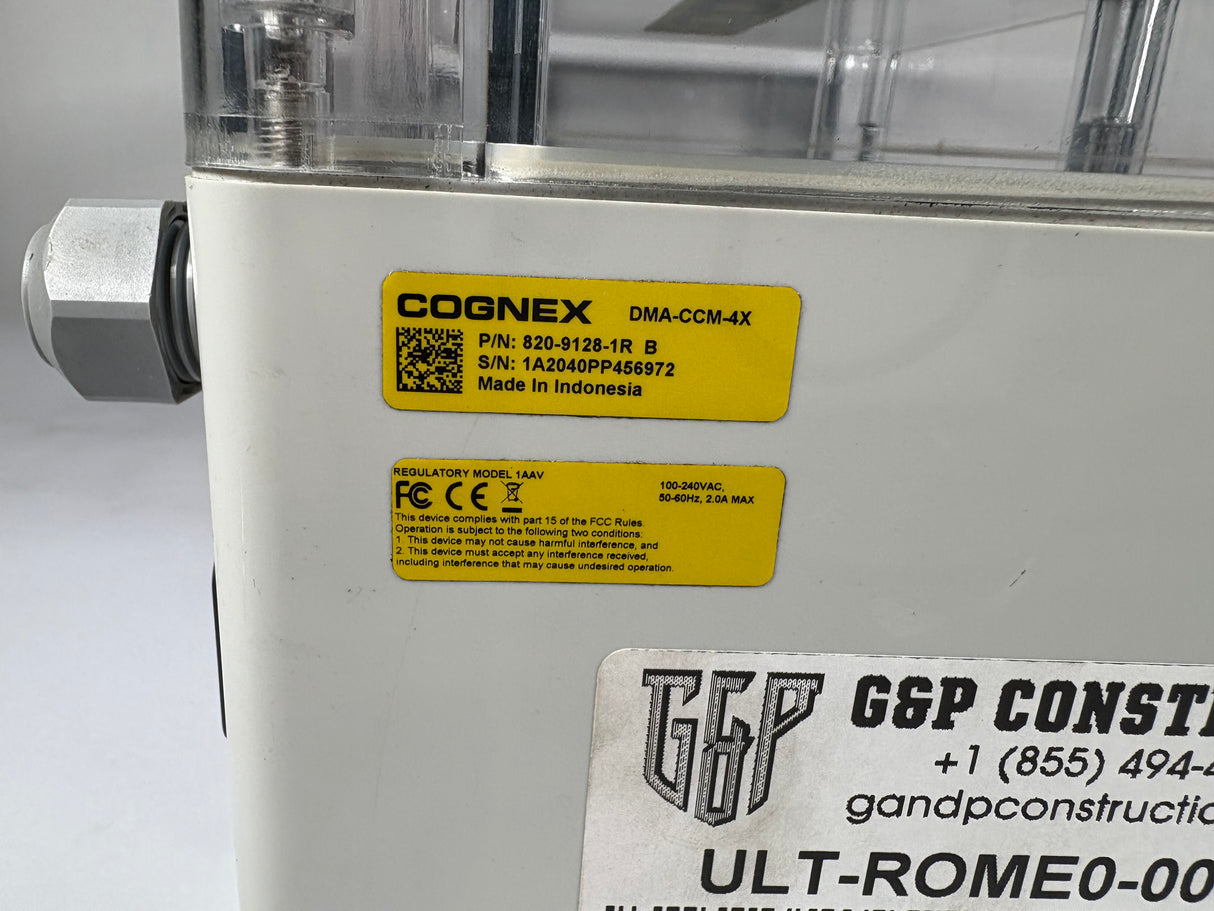 COGNEX DMA-CCM-4X
P/N: 820-9128-1R B
S/N: 1A2040PP456972
Made In Indonesia
REGULATORY MODEL 1AAV
FC CE
100-240VAC,
50-60Hz, 2.0A MAX
This device complies with part 15 of the FCC Rules.
Operation is subject to the following two conditions:
1 This device may not cause harmful interference, and
2. This device must accept any interference received,
including interference that may cause undesired operation.
G&P
G&P CONST
+1 (855) 494-
gandpconstructi
ULT-ROME0-00